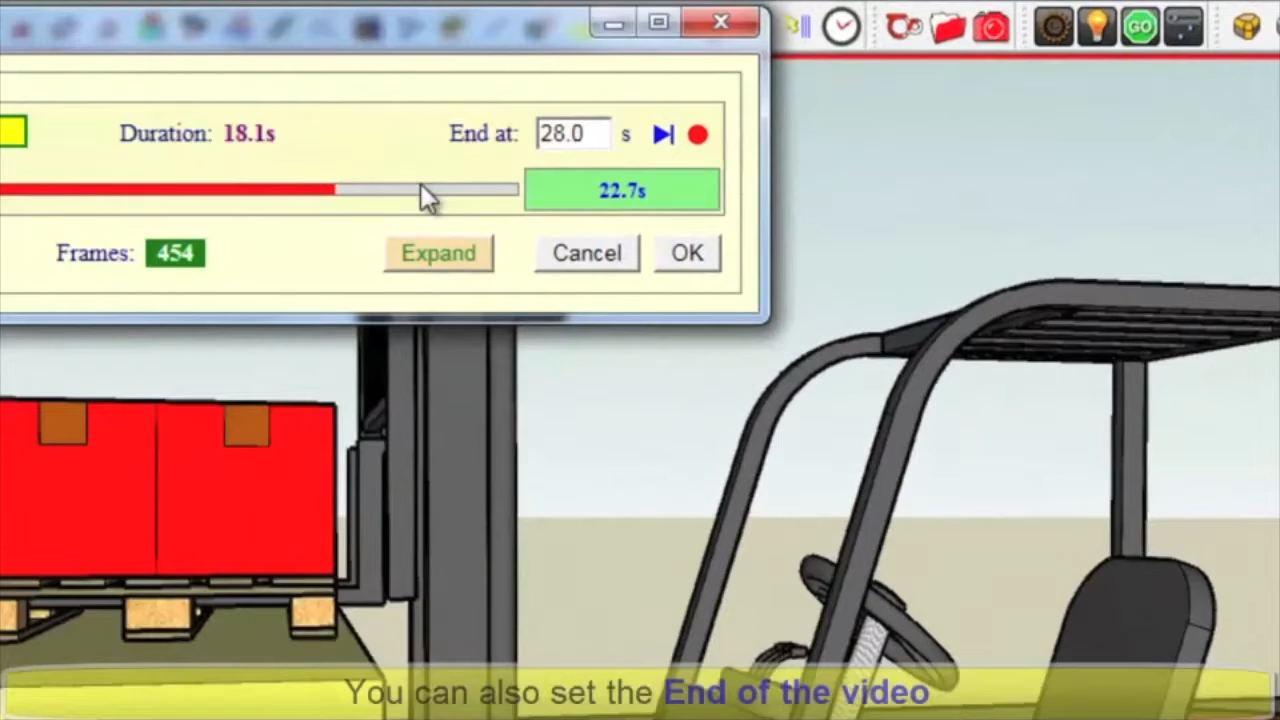 GO
Duration: 18.1s End at: 28.0 s
22.7s
Frames: 454 Expand Cancel OK
You can also set the End of the video